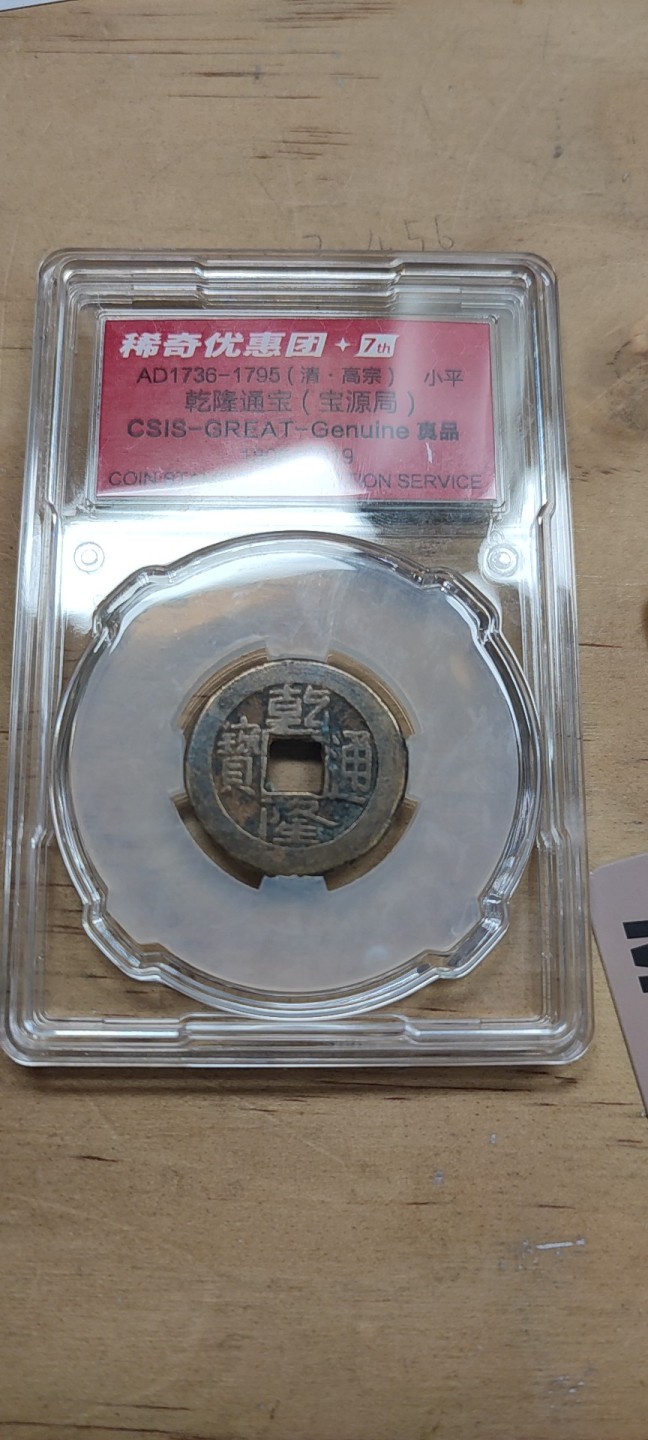 稀奇优惠团 7th
AD1736-1795(清·高宗) 小平
乾隆通宝(宝源局)
CSIS-GREAT-Genuine 真品
9
COIN ON SERVICE
乾隆通寶